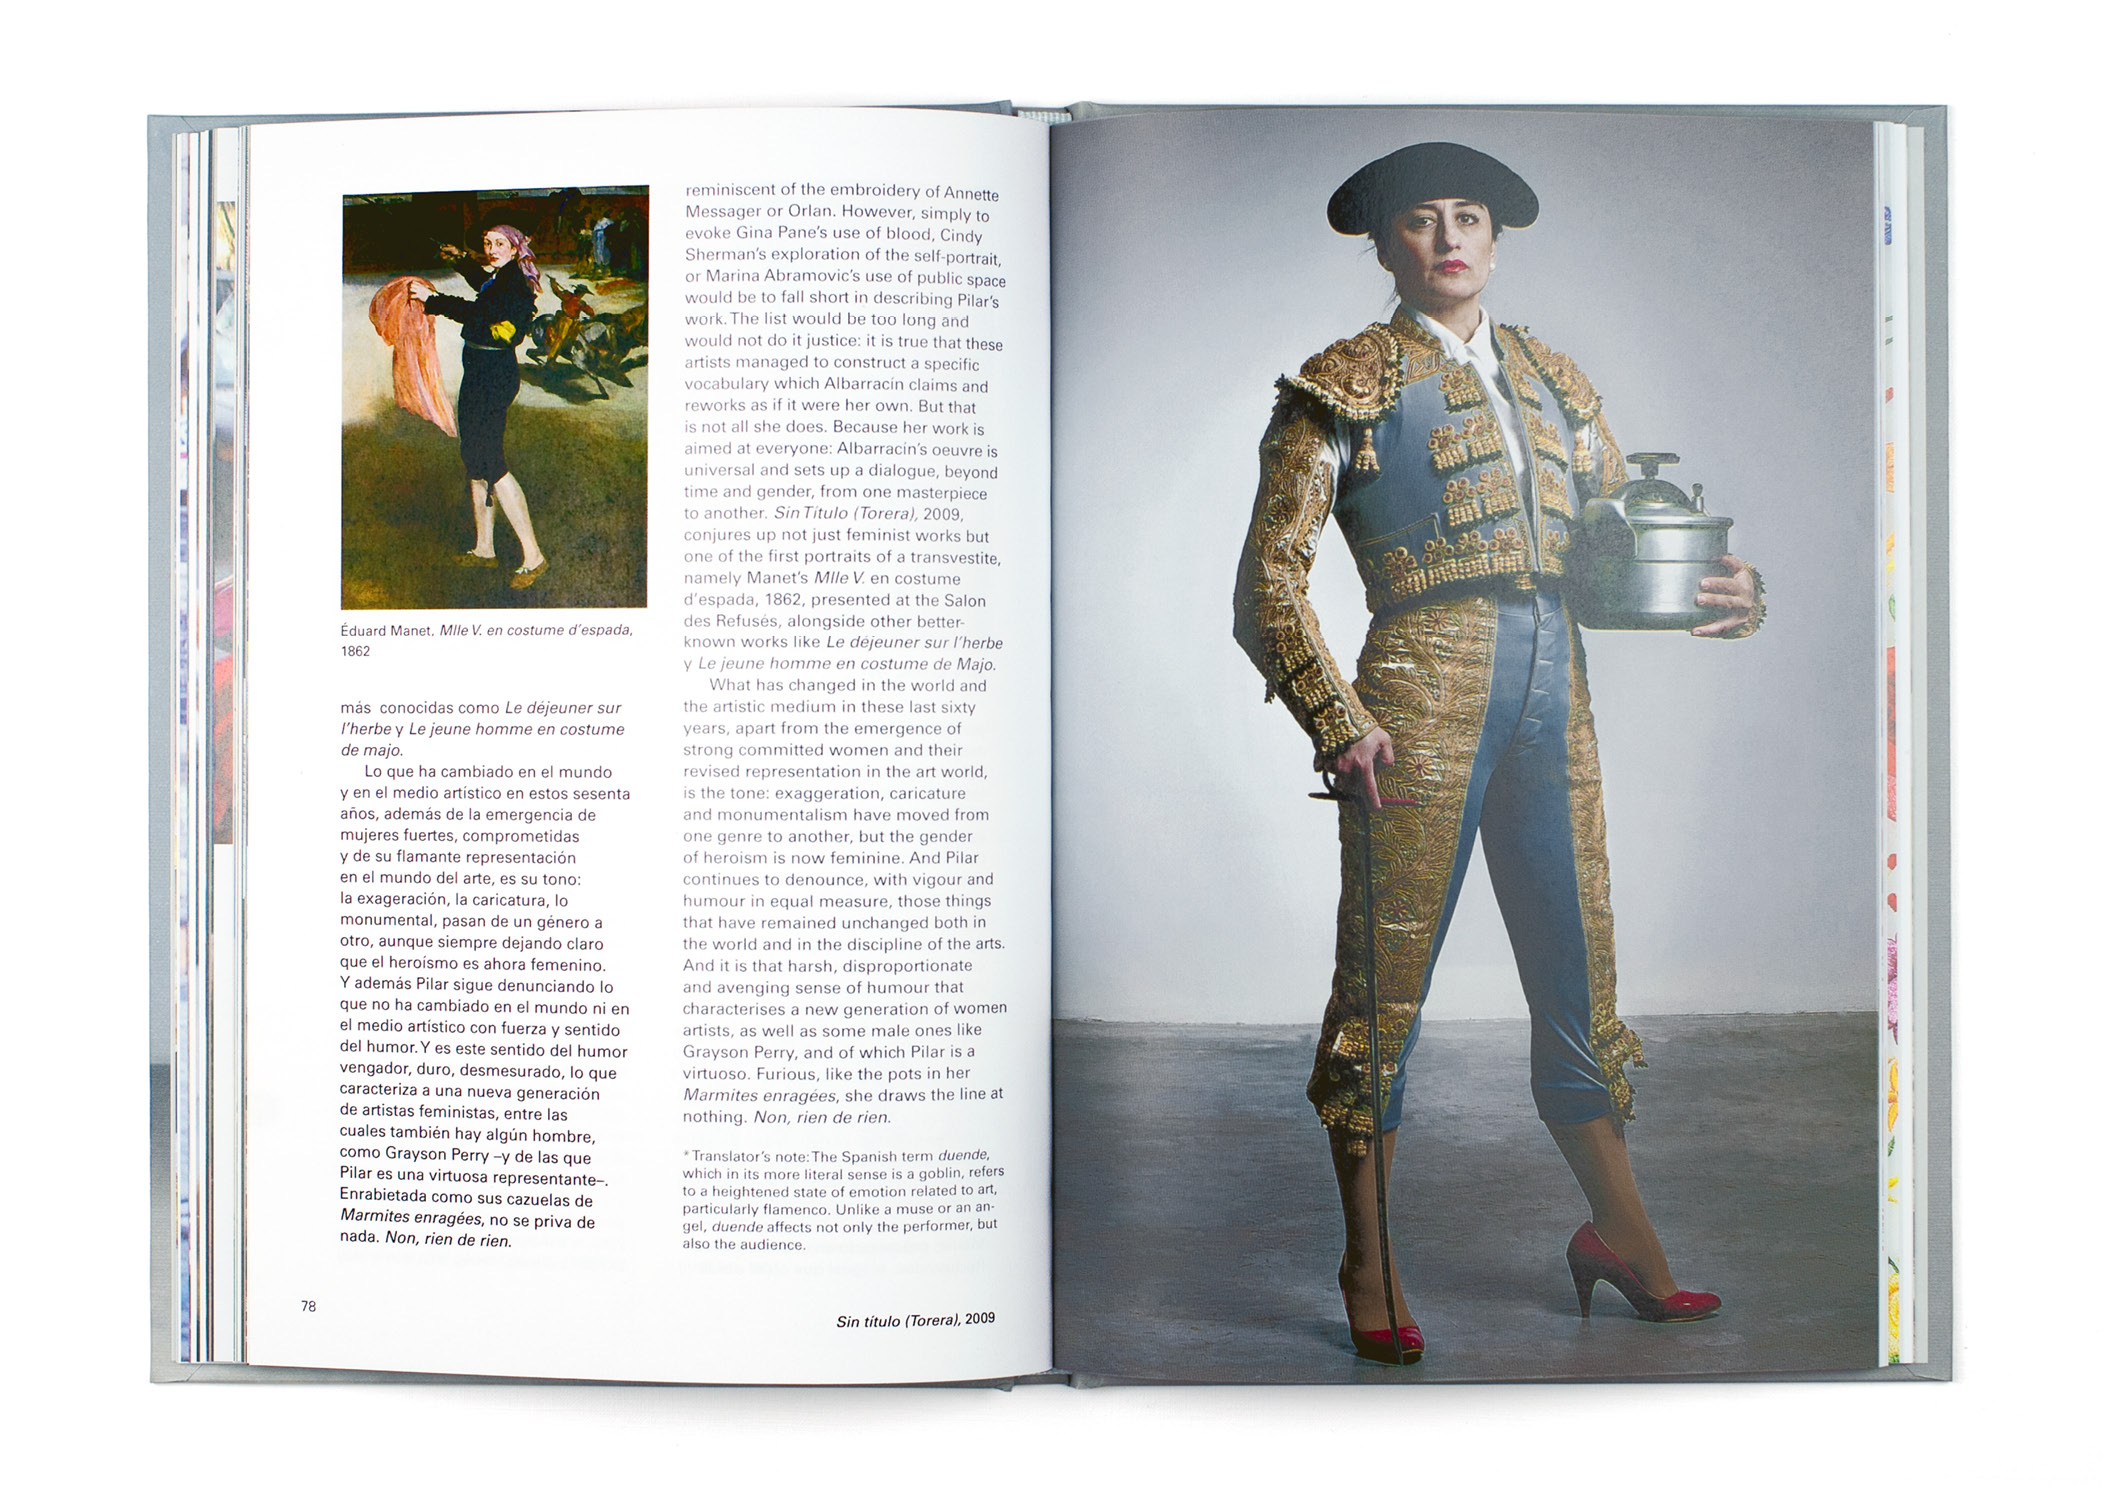 Éduard Manet, Mlle V. en costume d'espada,
1862
más conocidas como Le déjeuner sur
l'herbe y Le jeune homme en costume
de majo.
Lo que ha cambiado en el mundo
y en el medio artístico en estos sesenta
años, además de la emergencia de
mujeres fuertes, comprometidas
y de su flamante representación
en el mundo del arte, es su tono:
la exageración, la caricatura, lo
monumental, pasan de un género a
otro, aunque siempre dejando claro
que el heroísmo es ahora femenino.
Y además Pilar sigue denunciando lo
que no ha cambiado en el mundo ni en
el medio artístico con fuerza y sentido
del humor. Y es este sentido del humor
vengador, duro, desmesurado, lo que
caracteriza a una nueva generación
de artistas feministas, entre las
cuales también hay algún hombre,
como Grayson Perry –y de las que
Pilar es una virtuosa representante–.
Enrabietada como sus cazuelas de
Marmites enragées, no se priva de
nada. Non, rien de rien.
78
reminiscent of the embroidery of Annette
Messager or Orlan. However, simply to
evoke Gina Pane's use of blood, Cindy
Sherman's exploration of the self-portrait,
or Marina Abramovic's use of public space
would be to fall short in describing Pilar's
work. The list would be too long and
would not do it justice: it is true that these
artists managed to construct a specific
vocabulary which Albarracín claims and
reworks as if it were her own. But that
is not all she does. Because her work is
aimed at everyone: Albarracín's oeuvre is
universal and sets up a dialogue, beyond
time and gender, from one masterpiece
to another. Sin Título (Torera), 2009,
conjures up not just feminist works but
one of the first portraits of a transvestite,
namely Manet's Mlle V. en costume
d'espada, 1862, presented at the Salon
des Refusés, alongside other better-
known works like Le déjeuner sur l'herbe
y Le jeune homme en costume de Majo.
What has changed in the world and
the artistic medium in these last sixty
years, apart from the emergence of
strong committed women and their
revised representation in the art world,
is the tone: exaggeration, caricature
and monumentalism have moved from
one genre to another, but the gender
of heroism is now feminine. And Pilar
continues to denounce, with vigour and
humour in equal measure, those things
that have remained unchanged both in
the world and in the discipline of the arts.
And it is that harsh, disproportionate
and avenging sense of humour that
characterises a new generation of women
artists, as well as some male ones like
Grayson Perry, and of which Pilar is a
virtuoso. Furious, like the pots in her
Marmites enragées, she draws the line at
nothing. Non, rien de rien.
* Translator's note: The Spanish term duende,
which in its more literal sense is a goblin, refers
to a heightened state of emotion related to art,
particularly flamenco. Unlike a muse or an an-
gel, duende affects not only the performer, but
also the audience.
Sin título (Torera), 2009